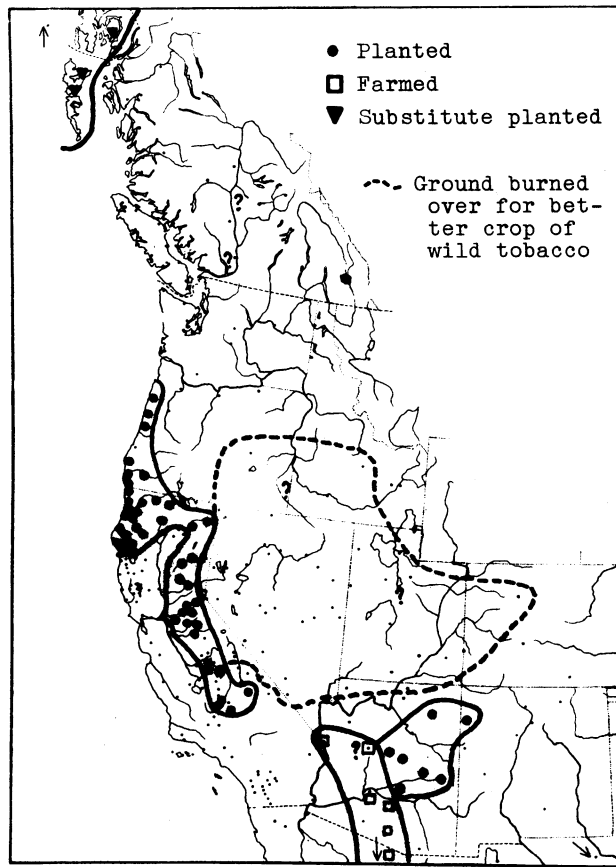 Planted
Farmed
Substitute planted
Ground burned
over for bet-
ter crop of
wild tobacco
?
?
?
?
?